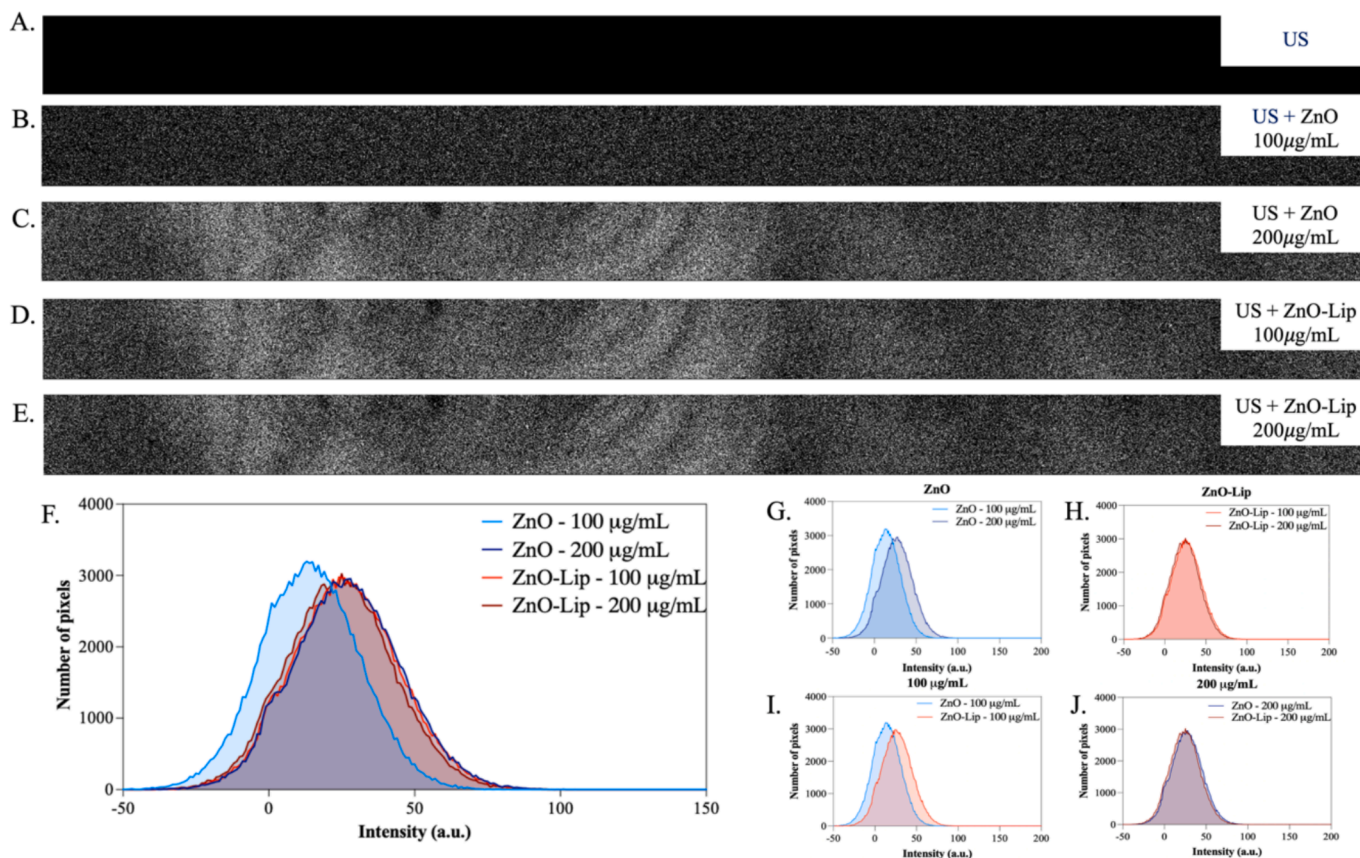 A.
US
B.
US + ZnO
100µg/mL
C.
US + ZnO
200µg/mL
D.
US + ZnO-Lip
100µg/mL
E.
US + ZnO-Lip
200µg/mL
F.
4000
3000
2000
1000
0
-50
0
50
100
150
Number of pixels
Intensity (a.u.)
ZnO - 100 µg/mL
ZnO - 200 µg/mL
ZnO-Lip - 100 µg/mL
ZnO-Lip - 200 µg/mL
G.
ZnO
4000
3000
2000
1000
0
-50
0
50
100
150
200
Number of pixels
Intensity (a.u.)
ZnO - 100 µg/mL
ZnO - 200 µg/mL
H.
ZnO-Lip
4000
3000
2000
1000
0
-50
0
50
100
150
200
Number of pixels
Intensity (a.u.)
ZnO-Lip - 100 µg/mL
ZnO-Lip - 200 µg/mL
I.
100 µg/mL
4000
3000
2000
1000
0
-50
0
50
100
150
200
Number of pixels
Intensity (a.u.)
ZnO - 100 µg/mL
ZnO-Lip - 100 µg/mL
J.
200 µg/mL
4000
3000
2000
1000
0
-50
0
50
100
150
200
Number of pixels
Intensity (a.u.)
ZnO - 200 µg/mL
ZnO-Lip - 200 µg/mL